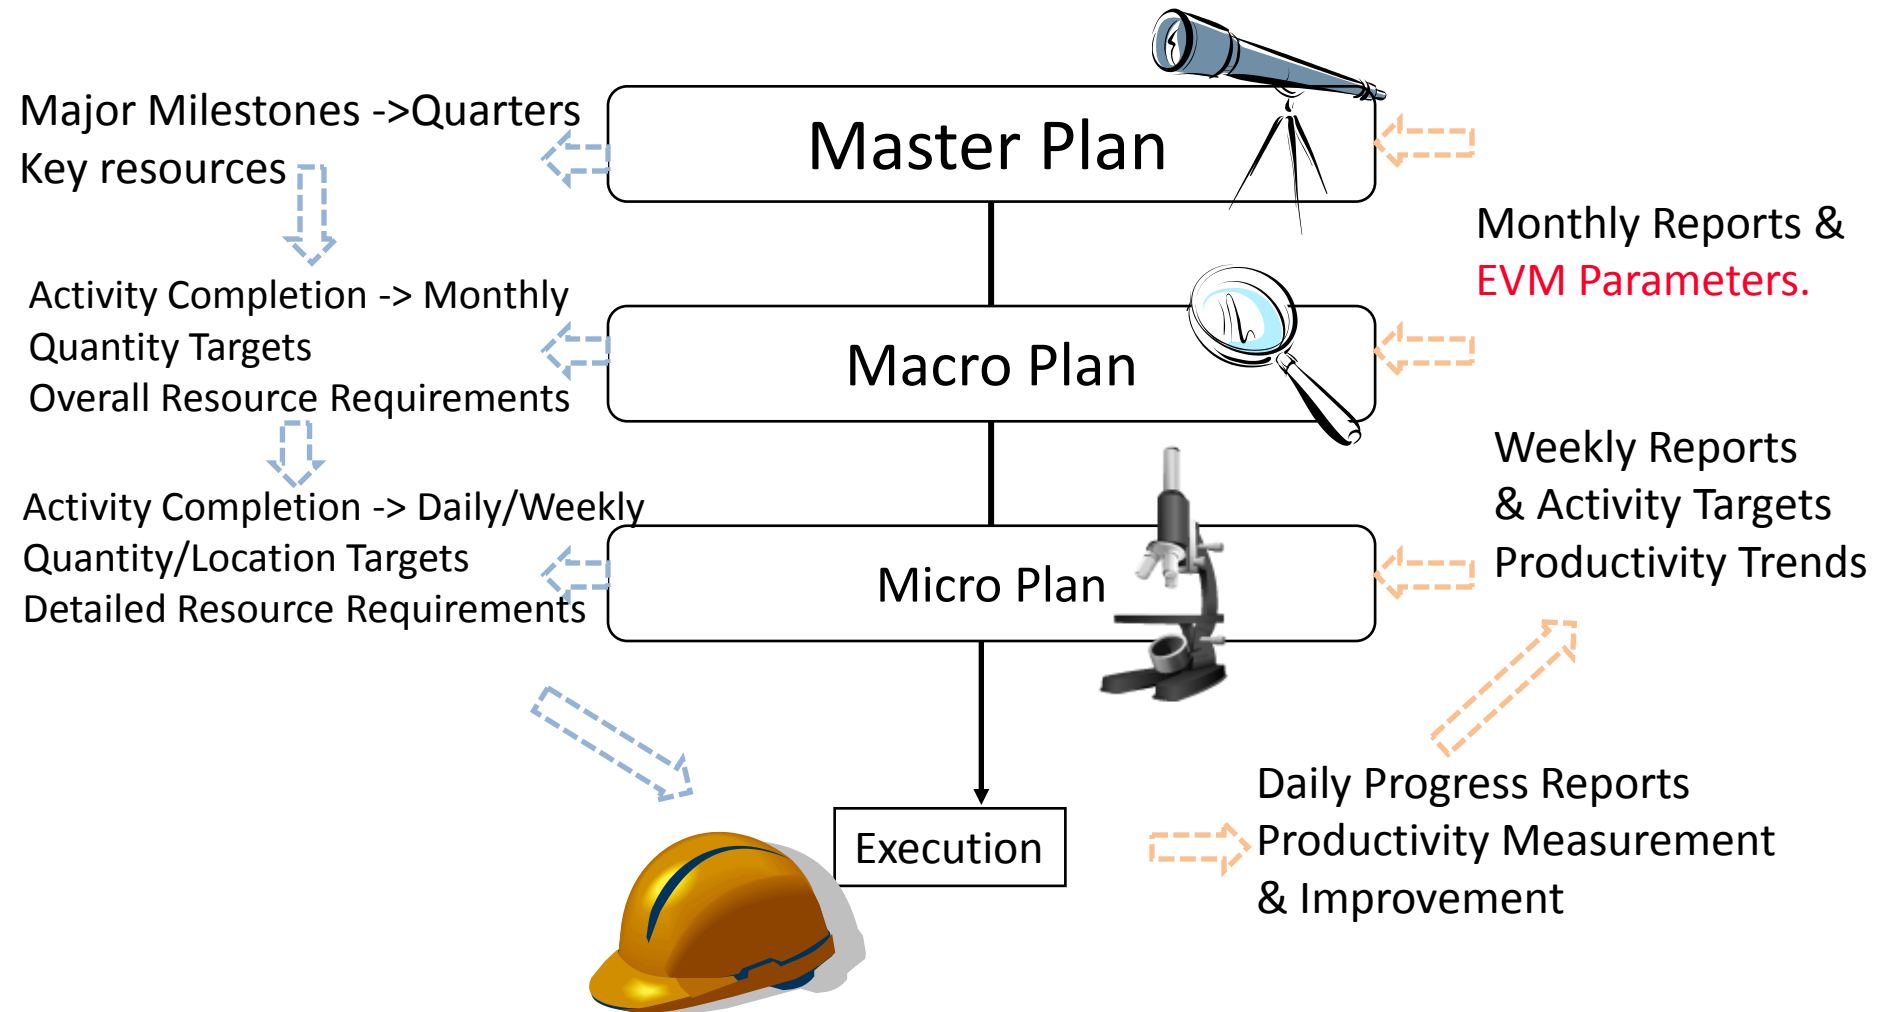 Major Milestones ->Quarters
Key resources
Master Plan
Monthly Reports &
EVM Parameters.
Activity Completion -> Monthly
Quantity Targets
Overall Resource Requirements
Macro Plan
Weekly Reports
& Activity Targets
Productivity Trends
Activity Completion -> Daily/Weekly
Quantity/Location Targets
Detailed Resource Requirements
Micro Plan
Execution
Daily Progress Reports
Productivity Measurement
& Improvement